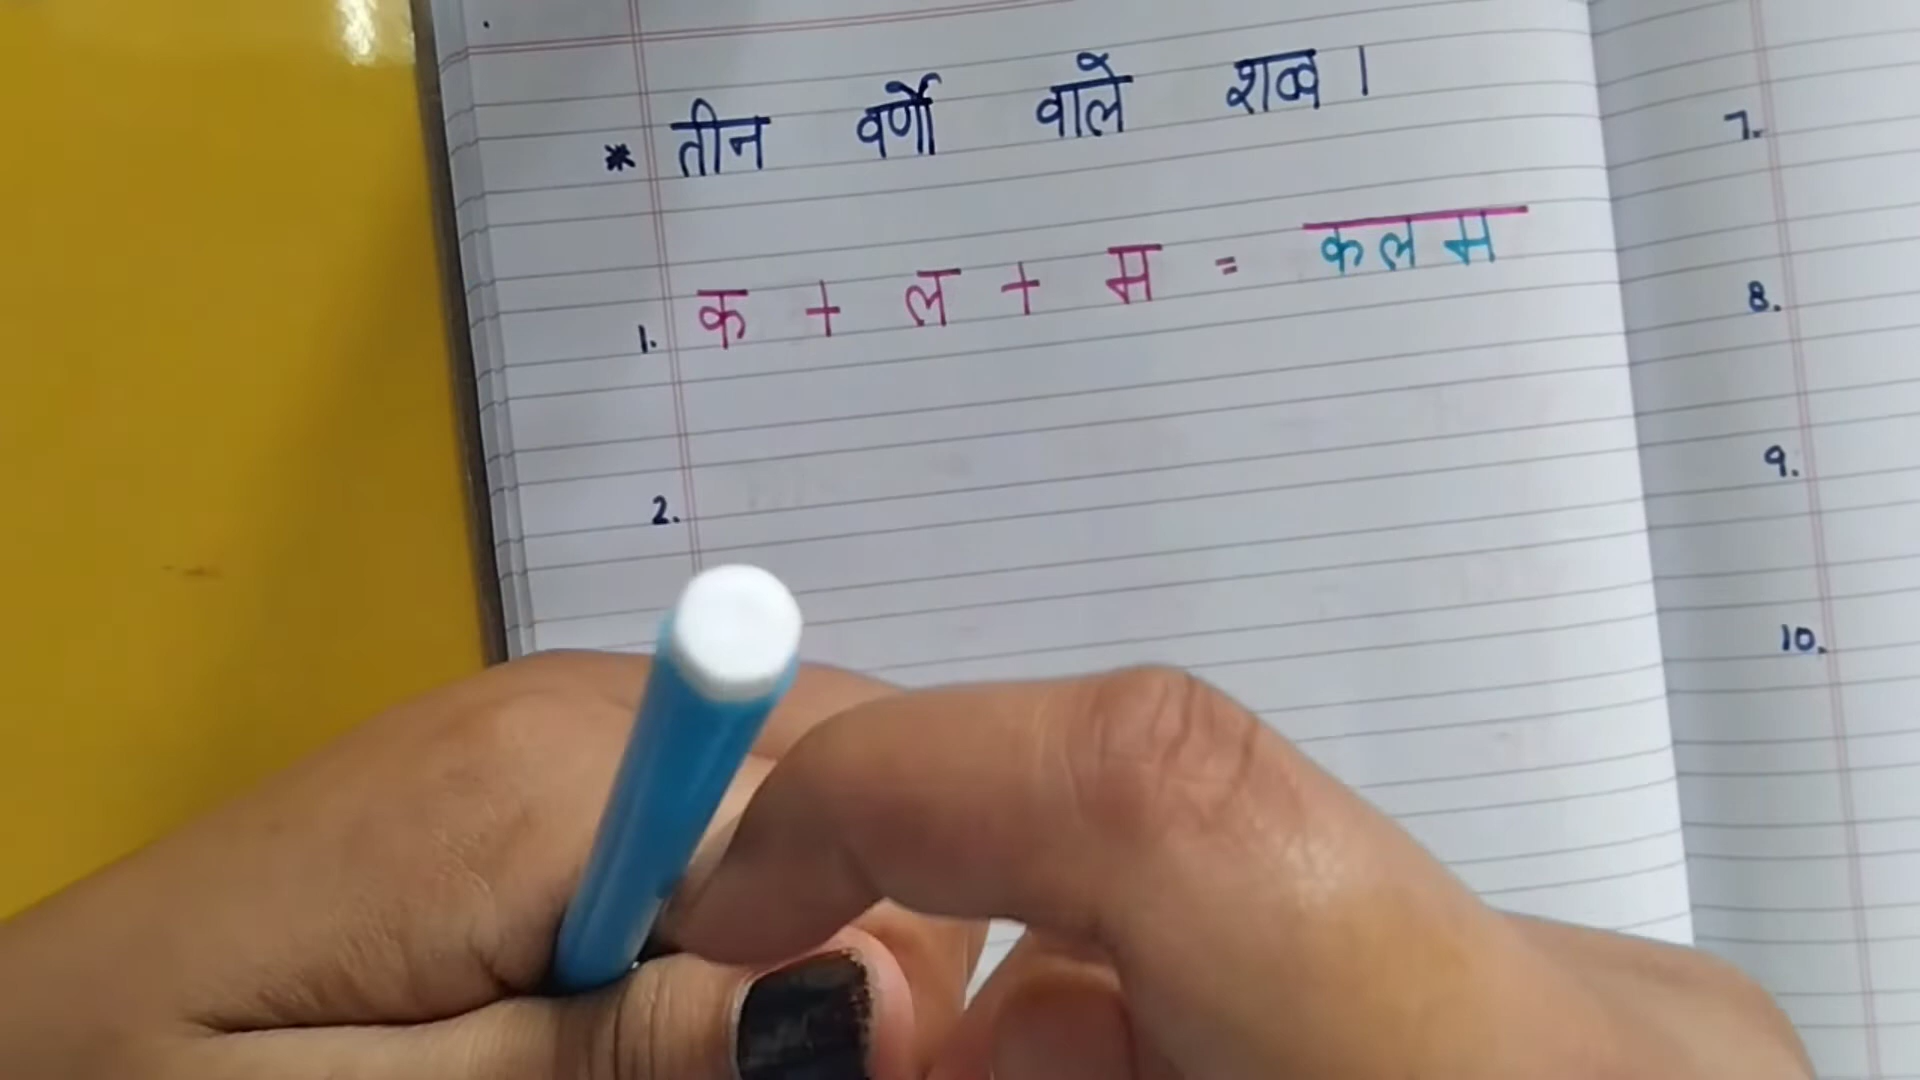 * तीन वर्णो वाले शब्द ।
1. क + ल + म = कलम
2.
7.
8.
9.
10.